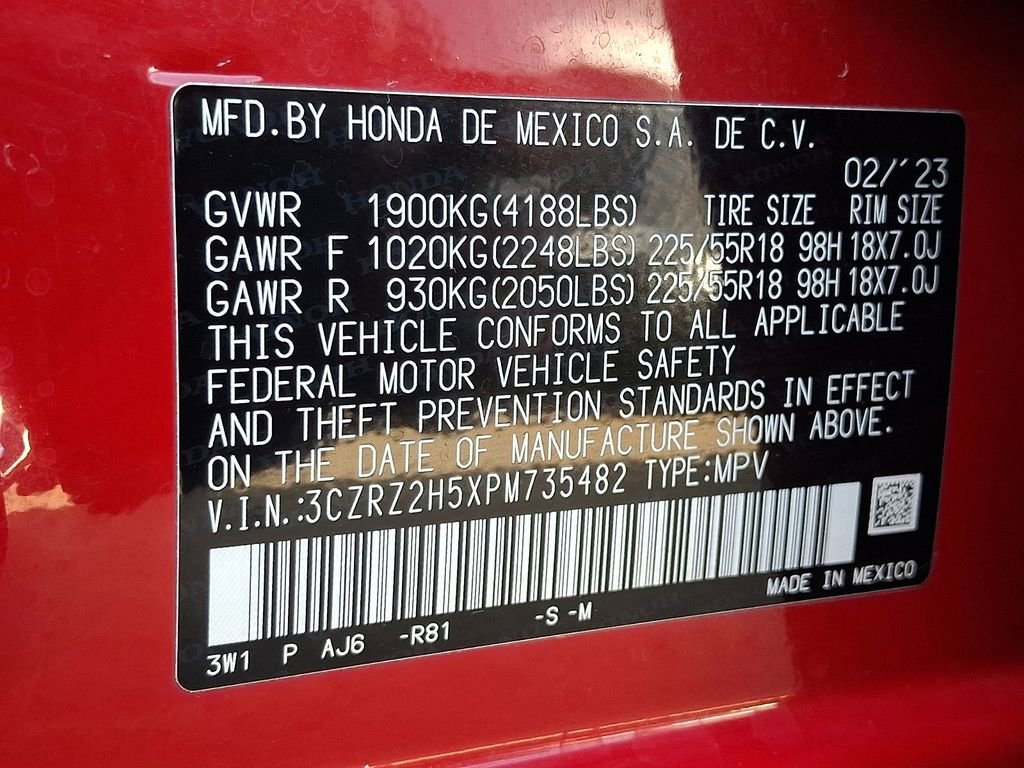 MFD.BY HONDA DE MEXICO S.A. DE C.V.
02/´23
GVWR 1900KG(4188LBS) TIRE SIZE RIM SIZE
GAWR F 1020KG(2248LBS) 225/55R18 98H 18X7.0J
GAWR R 930KG(2050LBS) 225/55R18 98H 18X7.0J
THIS VEHICLE CONFORMS TO ALL APPLICABLE
FEDERAL MOTOR VEHICLE SAFETY
AND THEFT PREVENTION STANDARDS IN EFFECT
ON THE DATE OF MANUFACTURE SHOWN ABOVE.
V.I.N.:3CZRZ2H5XPM735482 TYPE:MPV
MADE IN MEXICO
3W1 P AJ6 -R81 -S -M